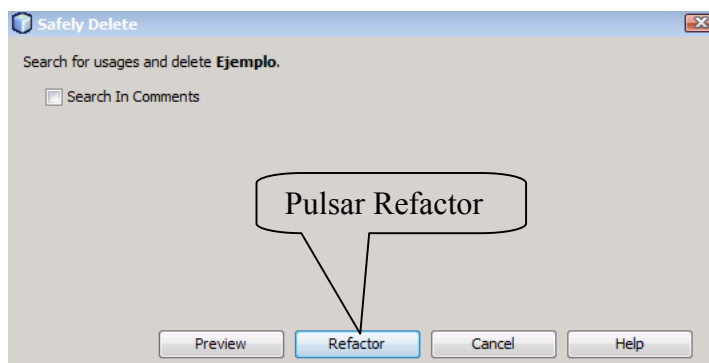 Safely Delete
Search for usages and delete Ejemplo.
Search In Comments
Pulsar Refactor
Preview Refactor Cancel Help